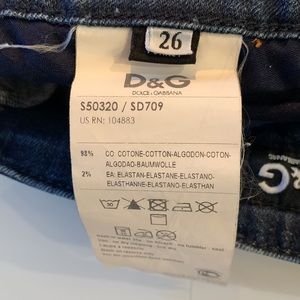 26
D&G
DOLCE & GABBANA
S50320 / SD709
US RN: 104883
98% CO: COTONE-COTTON-ALGODON-COTON-
ALGODAO-BAUMWOLLE
2% EA: ELASTAN-ELASTANE-ELASTANO-
ELASTHANNE-ELASTANO-ELASTHAN
D&G